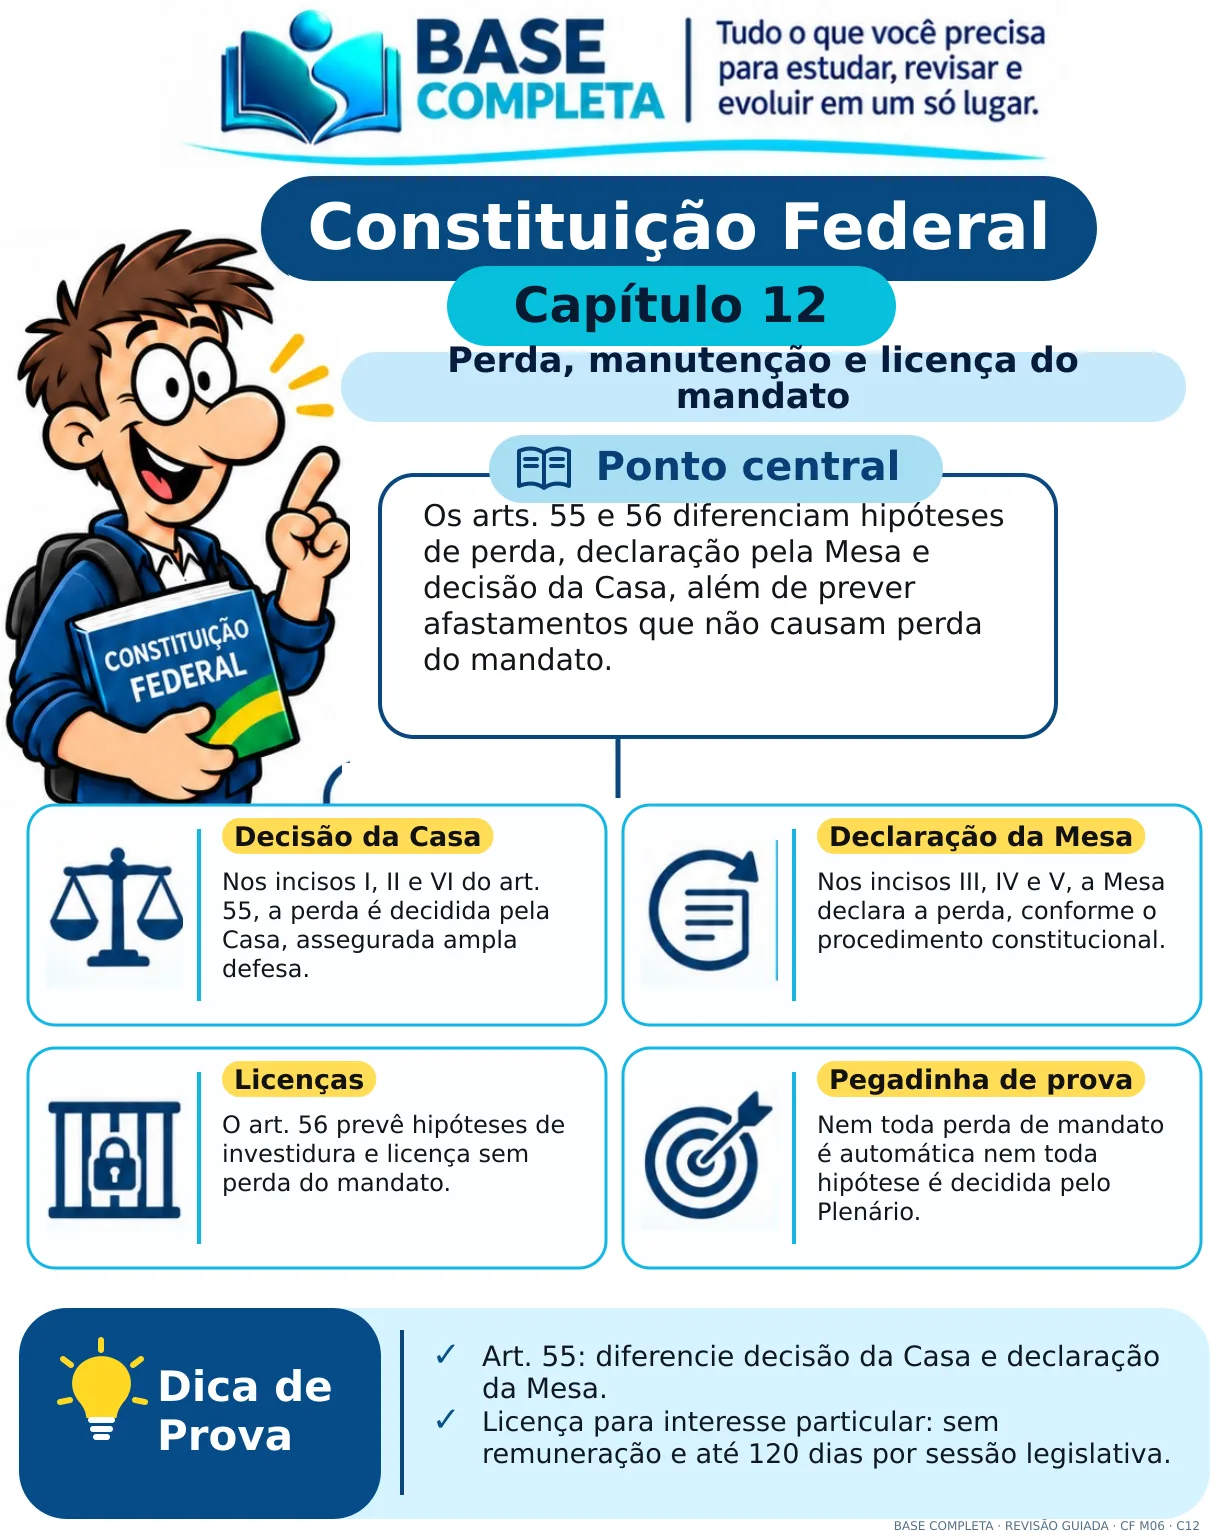 BASE
COMPLETA
Tudo o que você precisa
para estudar, revisar e
evoluir em um só lugar.
Constituição Federal
Capítulo 12
Perda, manutenção e licença do
mandato
Ponto central
Os arts. 55 e 56 diferenciam hipóteses
de perda, declaração pela Mesa e
decisão da Casa, além de prever
afastamentos que não causam perda
do mandato.
CONSTITUIÇÃO
FEDERAL
Decisão da Casa
Nos incisos I, II e VI do art.
55, a perda é decidida pela
Casa, assegurada ampla
defesa.
Declaração da Mesa
Nos incisos III, IV e V, a Mesa
declara a perda, conforme o
procedimento constitucional.
Licenças
O art. 56 prevê hipóteses de
investidura e licença sem
perda do mandato.
Pegadinha de prova
Nem toda perda de mandato
é automática nem toda
hipótese é decidida pelo
Plenário.
Dica de
Prova
✓ Art. 55: diferencie decisão da Casa e declaração
da Mesa.
✓ Licença para interesse particular: sem
remuneração e até 120 dias por sessão legislativa.
BASE COMPLETA · REVISÃO GUIADA · CF M06 · C12